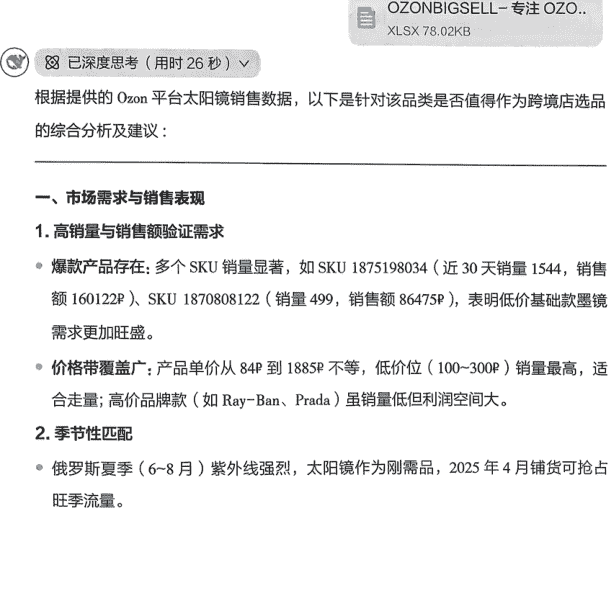 OZONBIGSELL- 专注 OZO..
XLSX 78.02KB
已深度思考（用时 26 秒）
根据提供的 Ozon 平台太阳镜销售数据，以下是针对该品类是否值得作为跨境店选品
的综合分析及建议：
一、市场需求与销售表现
1. 高销量与销售额验证需求
• 爆款产品存在：多个 SKU 销量显著，如 SKU 1875198034（近 30 天销量 1544，销售
额 160122₽）、SKU 1870808122（销量 499，销售额 86475₽），表明低价基础款墨镜
需求更加旺盛。
• 价格带覆盖广：产品单价从 84₽ 到 1885₽ 不等，低价位（100~300₽）销量最高，适
合走量；高价品牌款（如 Ray-Ban、Prada）虽销量低但利润空间大。
2. 季节性匹配
• 俄罗斯夏季（6~8 月）紫外线强烈，太阳镜作为刚需品，2025 年 4 月铺货可抢占
旺季流量。